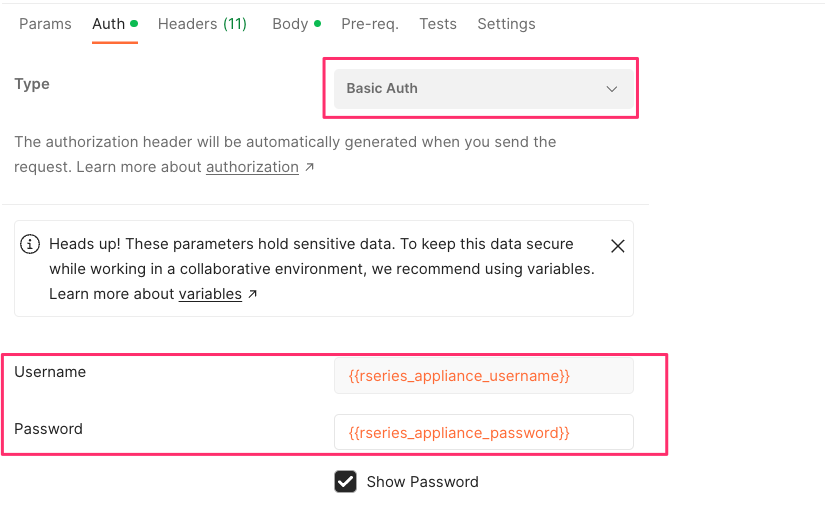 Params Auth Headers (11) Body Pre-req. Tests Settings
Type
Basic Auth
The authorization header will be automatically generated when you send the
request. Learn more about authorization ↗
Heads up! These parameters hold sensitive data. To keep this data secure
while working in a collaborative environment, we recommend using variables.
Learn more about variables ↗
Username
{{rseries_appliance_username}}
Password
{{rseries_appliance_password}}
Show Password